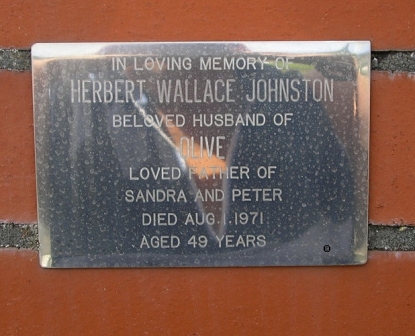 IN LOVING MEMORY OF
HERBERT WALLACE JOHNSTON
BELOVED HUSBAND OF
OLIVE
LOVED FATHER OF
SANDRA AND PETER
DIED AUG.1.1971
AGED 49 YEARS